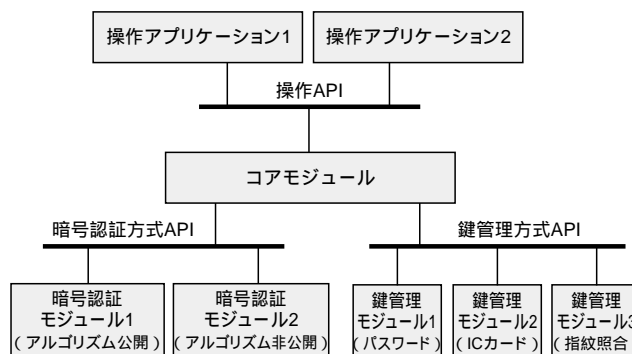 操作アプリケーション1
操作アプリケーション2
操作API
コアモジュール
暗号認証方式API
鍵管理方式API
暗号認証
モジュール1
(アルゴリズム公開)
暗号認証
モジュール2
(アルゴリズム非公開)
鍵管理
モジュール1
(パスワード)
鍵管理
モジュール2
(ICカード)
鍵管理
モジュール3
(指紋照合)